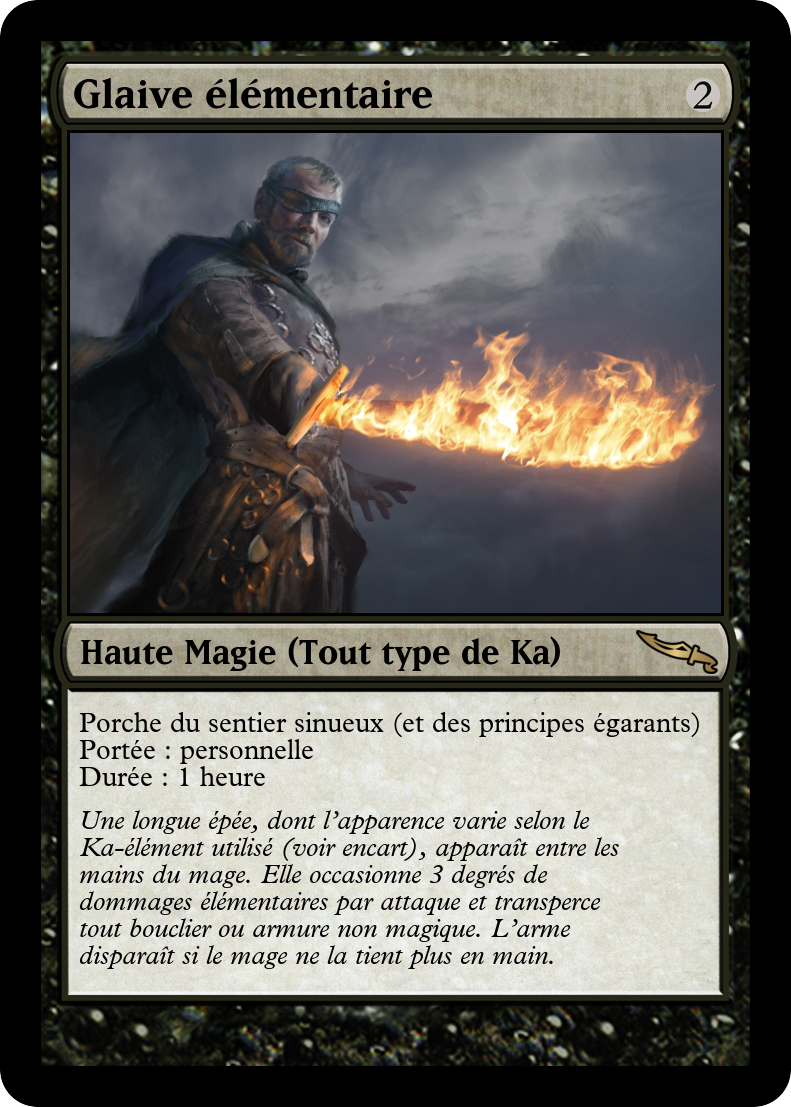 Glaive élémentaire
2
Haute Magie (Tout type de Ka)
Porche du sentier sinueux (et des principes égarants)
Portée : personnelle
Durée : 1 heure
Une longue épée, dont l'apparence varie selon le
Ka-élément utilisé (voir encart), apparaît entre les
mains du mage. Elle occasionne 3 degrés de
dommages élémentaires par attaque et transperce
tout bouclier ou armure non magique. L'arme
disparaît si le mage ne la tient plus en main.